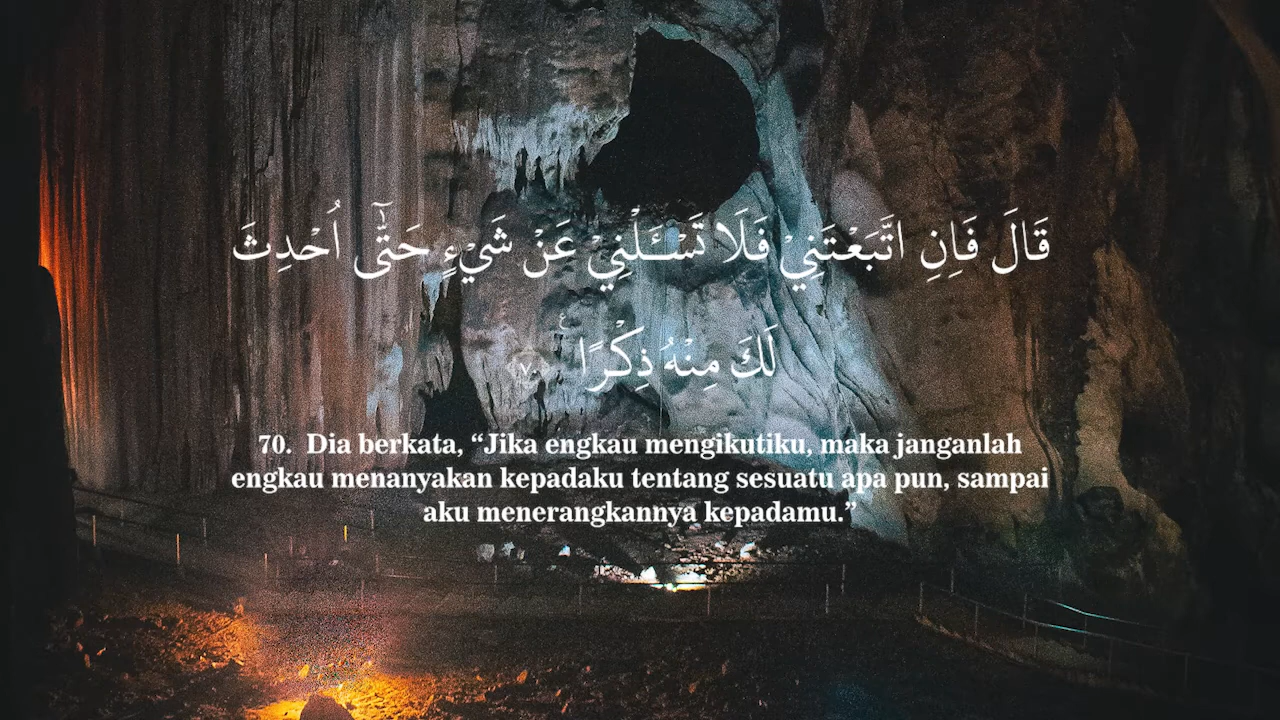 قَالَ فَاِنِ اتَّبَعْتَنِيْ فَلَا تَسْـَٔلْنِيْ عَنْ شَيْءٍ حَتّٰٓى اُحْدِثَ
لَكَ مِنْهُ ذِكْرًا ࣖ
70. Dia berkata, “Jika engkau mengikutiku, maka janganlah
engkau menanyakan kepadaku tentang sesuatu apa pun, sampai
aku menerangkannya kepadamu.”